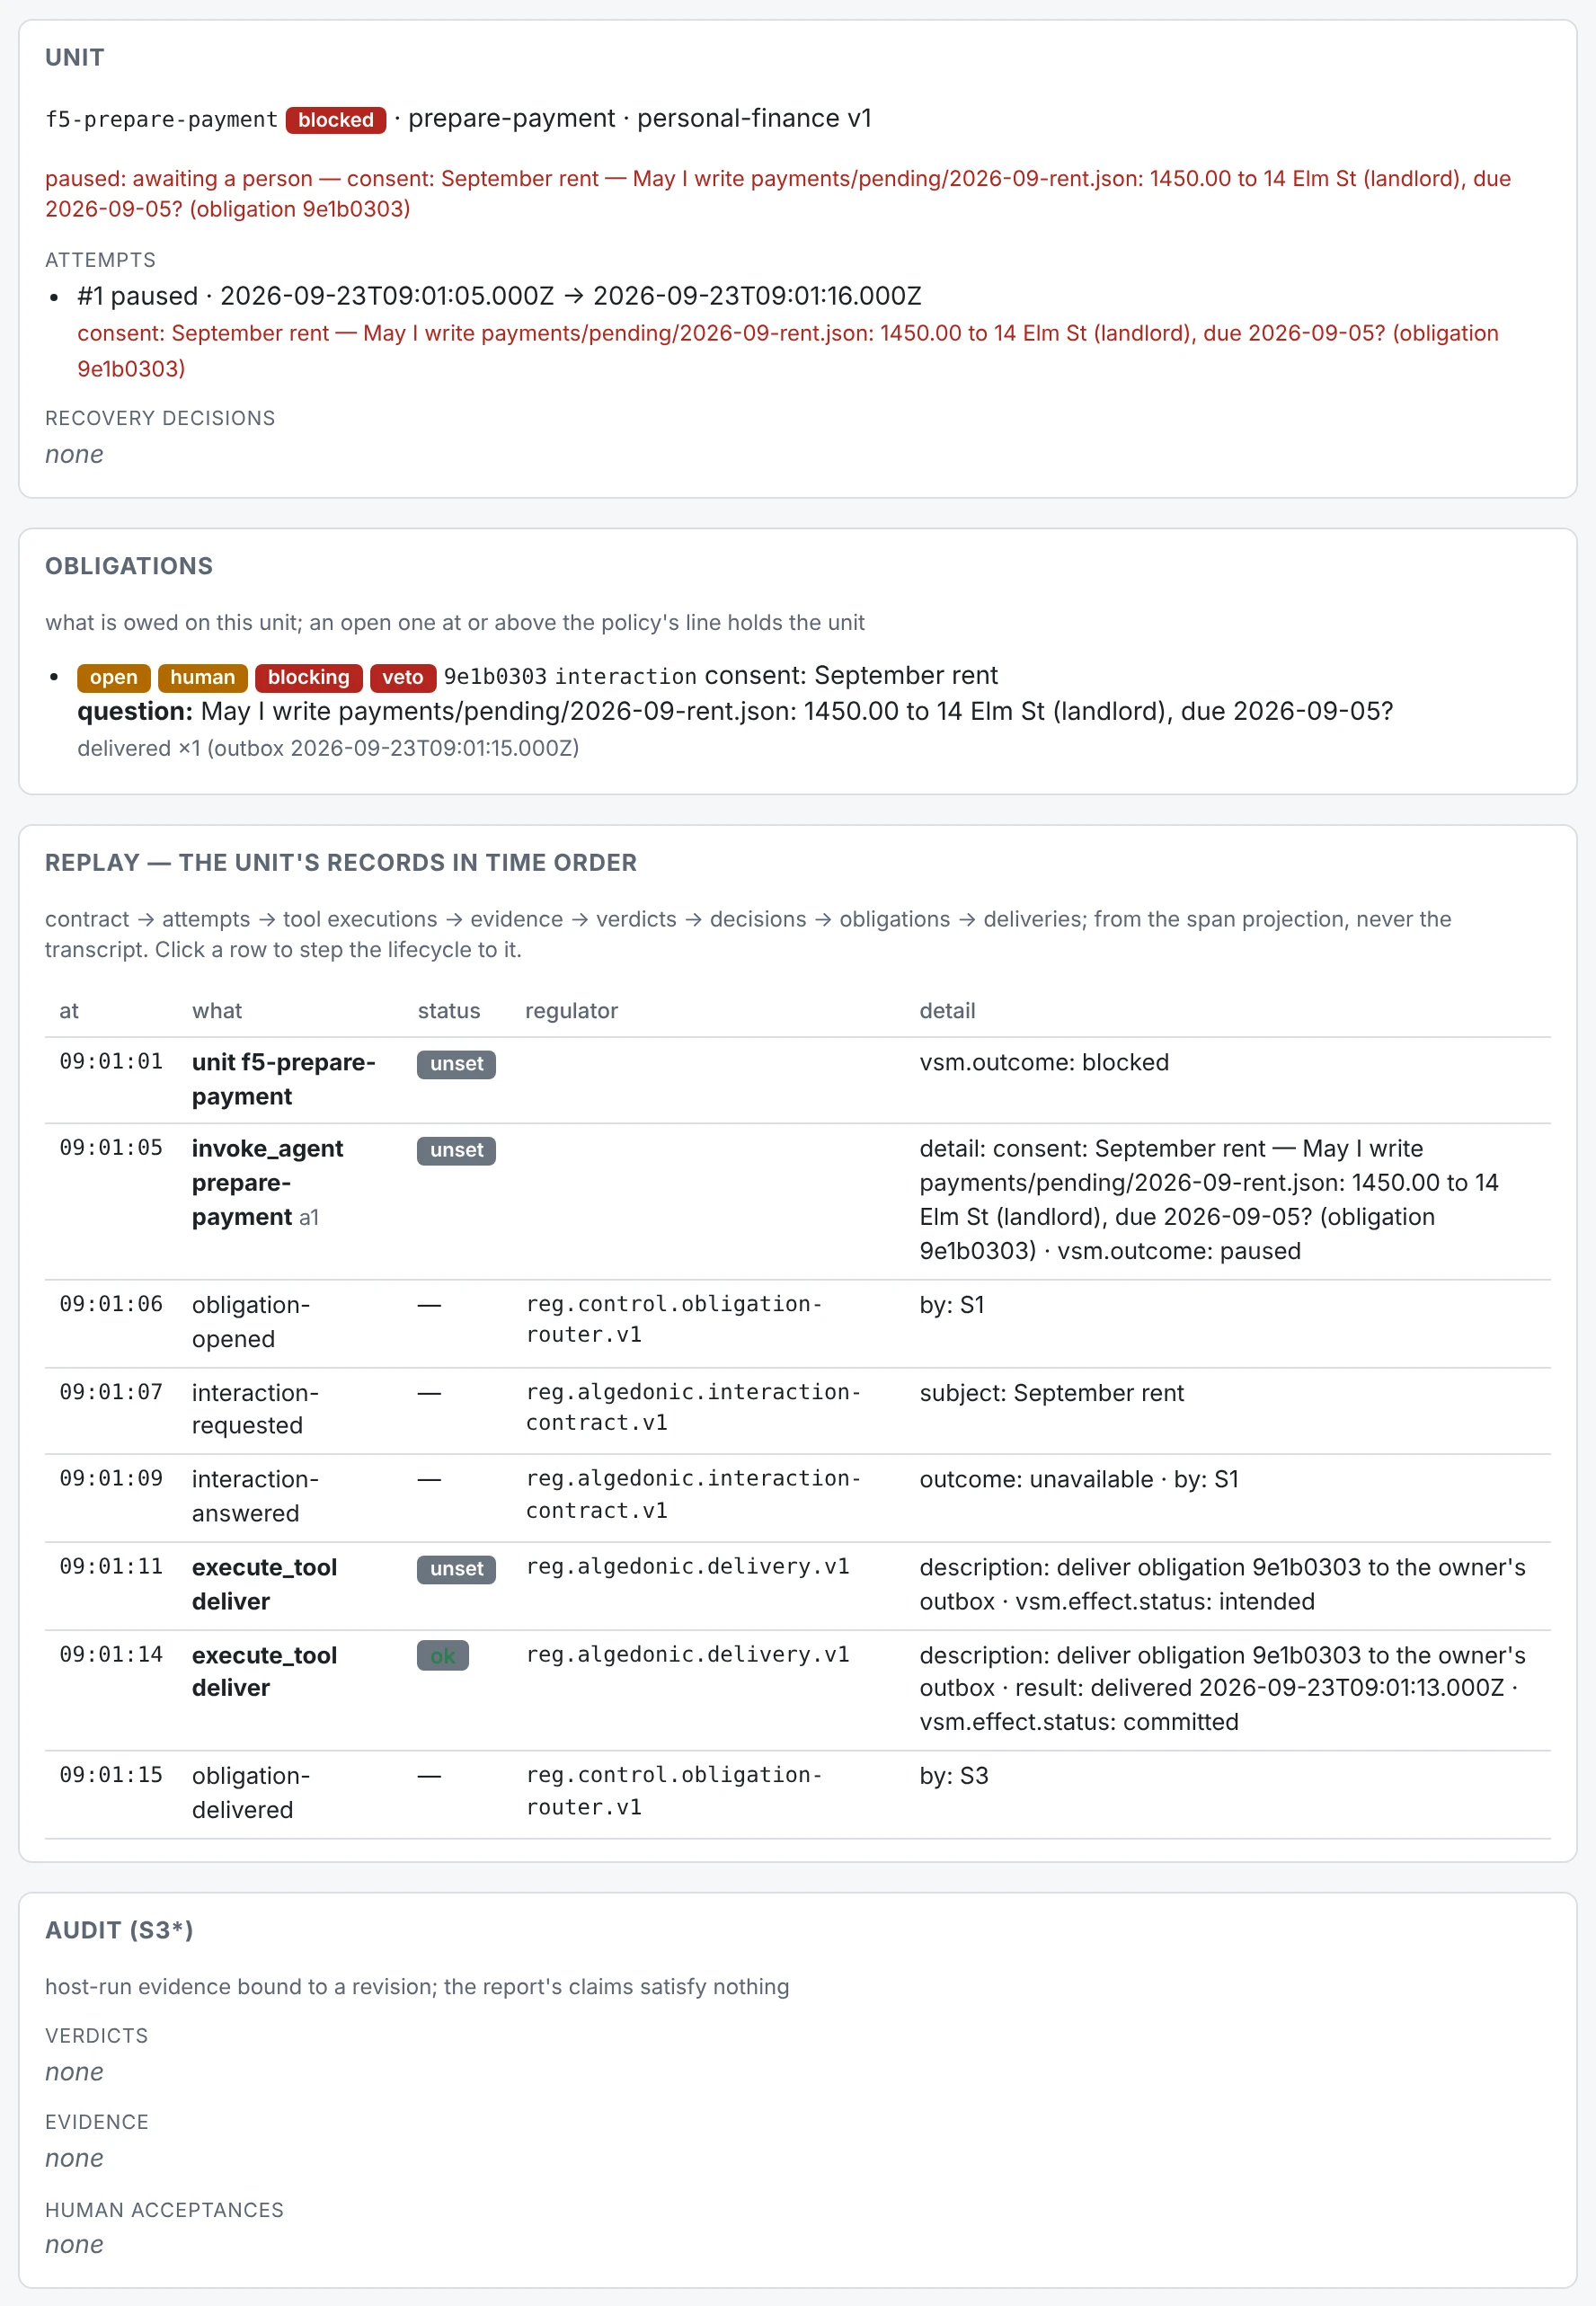 UNIT
f5-prepare-payment blocked · prepare-payment · personal-finance v1
paused: awaiting a person — consent: September rent — May I write payments/pending/2026-09-rent.json: 1450.00 to 14 Elm St (landlord), due
2026-09-05? (obligation 9e1b0303)
ATTEMPTS
• #1 paused · 2026-09-23T09:01:05.000Z → 2026-09-23T09:01:16.000Z
consent: September rent — May I write payments/pending/2026-09-rent.json: 1450.00 to 14 Elm St (landlord), due 2026-09-05? (obligation
9e1b0303)
RECOVERY DECISIONS
none
OBLIGATIONS
what is owed on this unit; an open one at or above the policy's line holds the unit
• open human blocking veto 9e1b0303 interaction consent: September rent
question: May I write payments/pending/2026-09-rent.json: 1450.00 to 14 Elm St (landlord), due 2026-09-05?
delivered ×1 (outbox 2026-09-23T09:01:15.000Z)
REPLAY — THE UNIT'S RECORDS IN TIME ORDER
contract → attempts → tool executions → evidence → verdicts → decisions → obligations → deliveries; from the span projection, never the
transcript. Click a row to step the lifecycle to it.
at what status regulator detail
09:01:01 unit f5-prepare- unset vsm.outcome: blocked
payment
09:01:05 invoke_agent unset detail: consent: September rent — May I write
prepare- payments/pending/2026-09-rent.json: 1450.00 to 14
payment a1 Elm St (landlord), due 2026-09-05? (obligation
9e1b0303) · vsm.outcome: paused
09:01:06 obligation- — reg.control.obligation- by: S1
opened router.v1
09:01:07 interaction- — reg.algedonic.interaction- subject: September rent
requested contract.v1
09:01:09 interaction- — reg.algedonic.interaction- outcome: unavailable · by: S1
answered contract.v1
09:01:11 execute_tool unset reg.algedonic.delivery.v1 description: deliver obligation 9e1b0303 to the owner's
deliver outbox · vsm.effect.status: intended
09:01:14 execute_tool ok reg.algedonic.delivery.v1 description: deliver obligation 9e1b0303 to the owner's
deliver outbox · result: delivered 2026-09-23T09:01:13.000Z ·
vsm.effect.status: committed
09:01:15 obligation- — reg.control.obligation- by: S3
delivered router.v1
AUDIT (S3*)
host-run evidence bound to a revision; the report's claims satisfy nothing
VERDICTS
none
EVIDENCE
none
HUMAN ACCEPTANCES
none